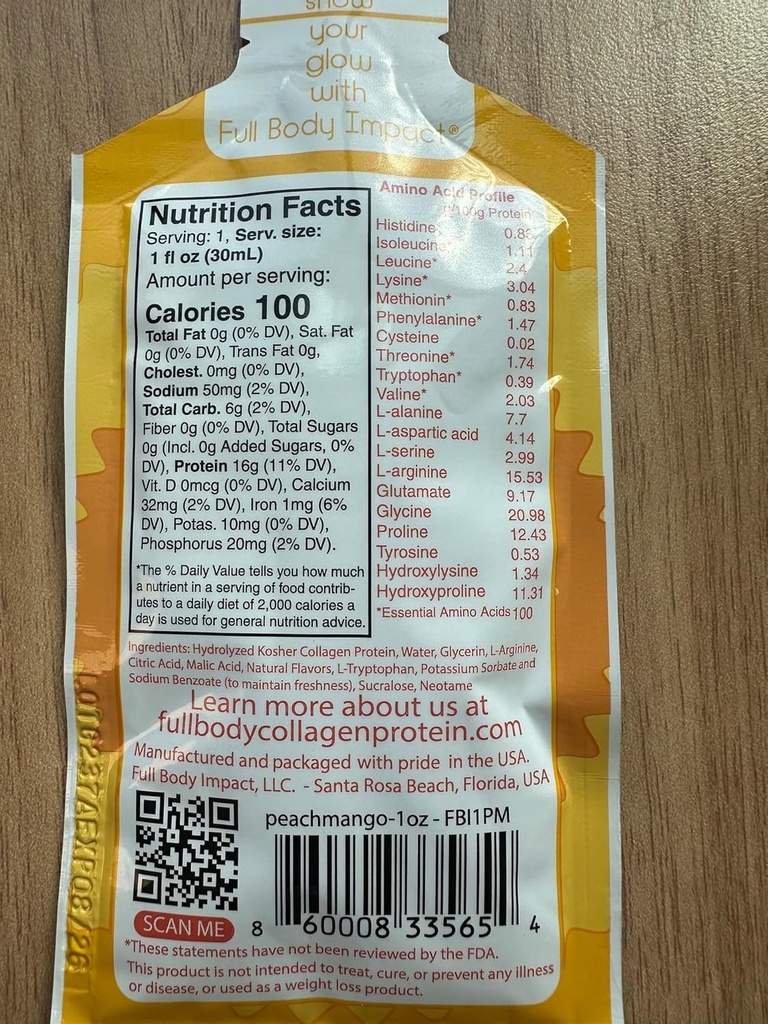 show
your
glow
with
Full Body Impact®
Nutrition Facts
Serving: 1, Serv. size:
1 fl oz (30mL)
Amount per serving:
Calories 100
Total Fat 0g (0% DV), Sat. Fat
0g (0% DV), Trans Fat 0g,
Cholest. 0mg (0% DV),
Sodium 50mg (2% DV),
Total Carb. 6g (2% DV),
Fiber 0g (0% DV), Total Sugars
0g (Incl. 0g Added Sugars, 0%
DV), Protein 16g (11% DV),
Vit. D 0mcg (0% DV), Calcium
32mg (2% DV), Iron 1mg (6%
DV), Potas. 10mg (0% DV),
Phosphorus 20mg (2% DV).
*The % Daily Value tells you how much
a nutrient in a serving of food contrib-
utes to a daily diet of 2,000 calories a
day is used for general nutrition advice.
Amino Acid Profile
g/100g Protein
Histidine* 0.88
Isoleucine* 1.11
Leucine* 2.4
Lysine* 3.04
Methionin* 0.83
Phenylalanine* 1.47
Cysteine 0.02
Threonine* 1.74
Tryptophan* 0.39
Valine* 2.03
L-alanine 7.7
L-aspartic acid 4.14
L-serine 2.99
L-arginine 15.53
Glutamate 9.17
Glycine 20.98
Proline 12.43
Tyrosine 0.53
Hydroxylysine 1.34
Hydroxyproline 11.31
*Essential Amino Acids 100
Ingredients: Hydrolyzed Kosher Collagen Protein, Water, Glycerin, L-Arginine,
Citric Acid, Malic Acid, Natural Flavors, L-Tryptophan, Potassium Sorbate and
Sodium Benzoate (to maintain freshness), Sucralose, Neotame
Learn more about us at
fullbodycollagenprotein.com
Manufactured and packaged with pride in the USA.
Full Body Impact, LLC. - Santa Rosa Beach, Florida, USA
peachmango-1oz - FBI1PM
SCAN ME
8 60008 33565 4
*These statements have not been reviewed by the FDA.
This product is not intended to treat, cure, or prevent any illness
or disease, or used as a weight loss product.
EXP08/26